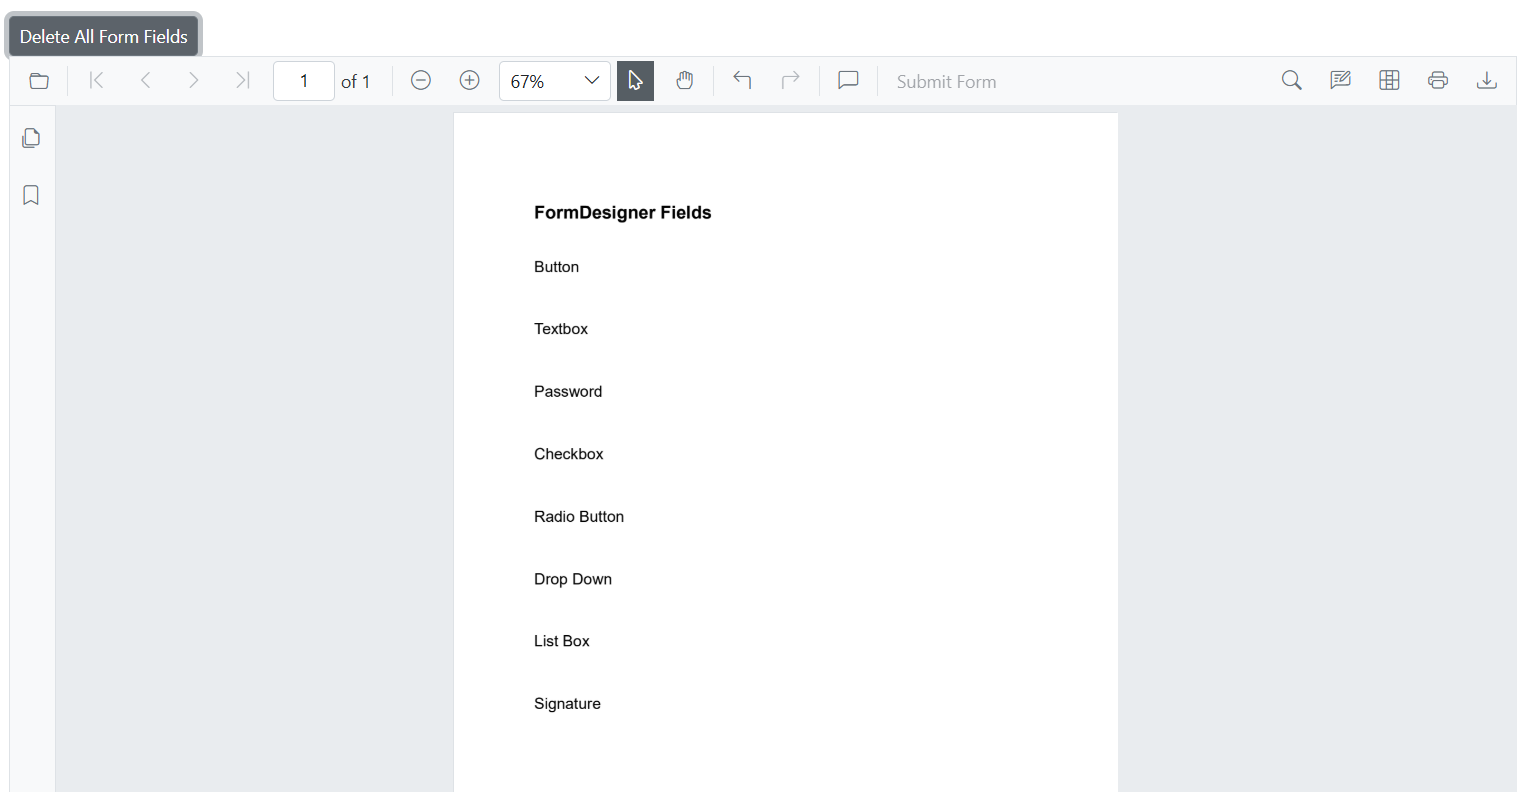 Delete All Form Fields
1 of 1 67% Submit Form
FormDesigner Fields
Button
Textbox
Password
Checkbox
Radio Button
Drop Down
List Box
Signature